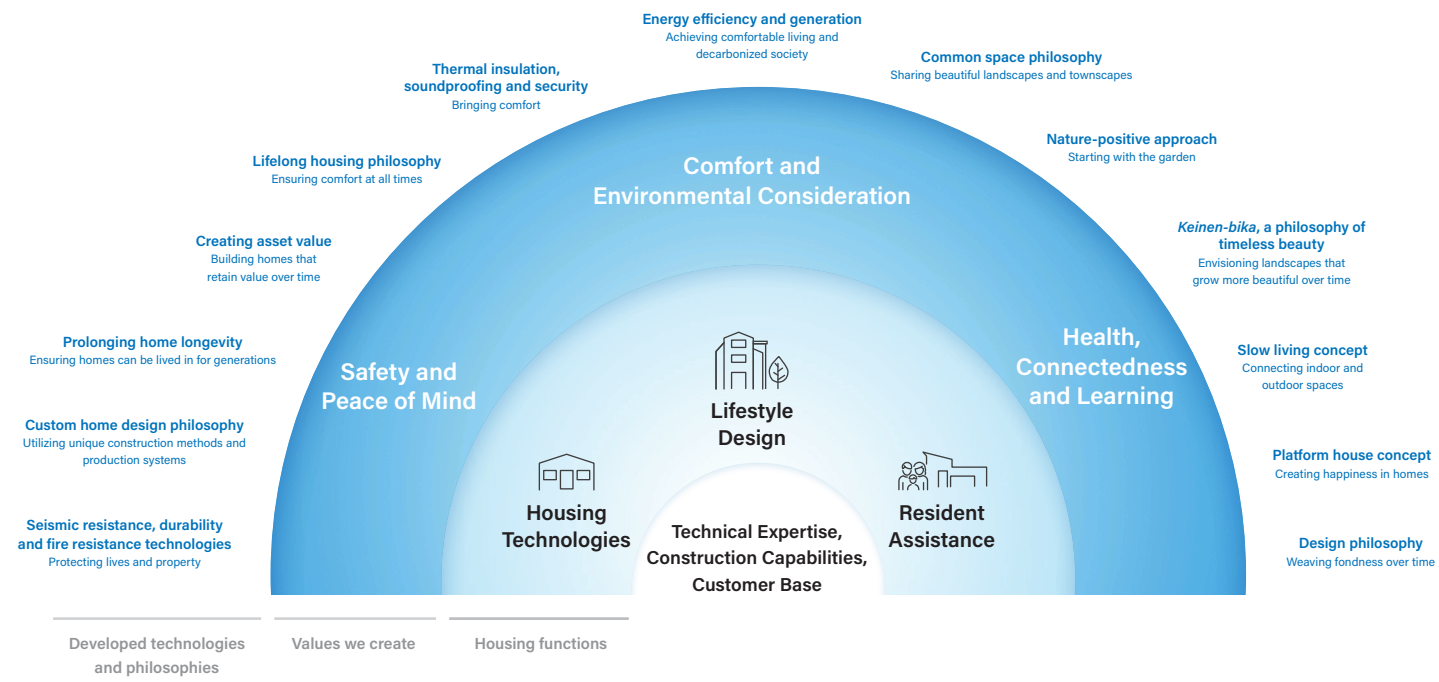 Energy efficiency and generation
Achieving comfortable living and
decarbonized society
Common space philosophy
Sharing beautiful landscapes and townscapes
Thermal insulation,
soundproofing and security
Bringing comfort
Nature-positive approach
Starting with the garden
Lifelong housing philosophy
Ensuring comfort at all times
Comfort and
Environmental Consideration
Keinen-bika, a philosophy of
timeless beauty
Envisioning landscapes that
grow more beautiful over time
Creating asset value
Building homes that
retain value over time
Prolonging home longevity
Ensuring homes can be lived in for generations
Safety and
Peace of Mind
Health,
Connectedness
and Learning
Slow living concept
Connecting indoor and
outdoor spaces
Lifestyle
Design
Custom home design philosophy
Utilizing unique construction methods and
production systems
Platform house concept
Creating happiness in homes
Housing
Technologies
Resident
Assistance
Technical Expertise,
Construction Capabilities,
Customer Base
Seismic resistance, durability
and fire resistance technologies
Protecting lives and property
Design philosophy
Weaving fondness over time
Developed technologies
and philosophies
Values we create
Housing functions